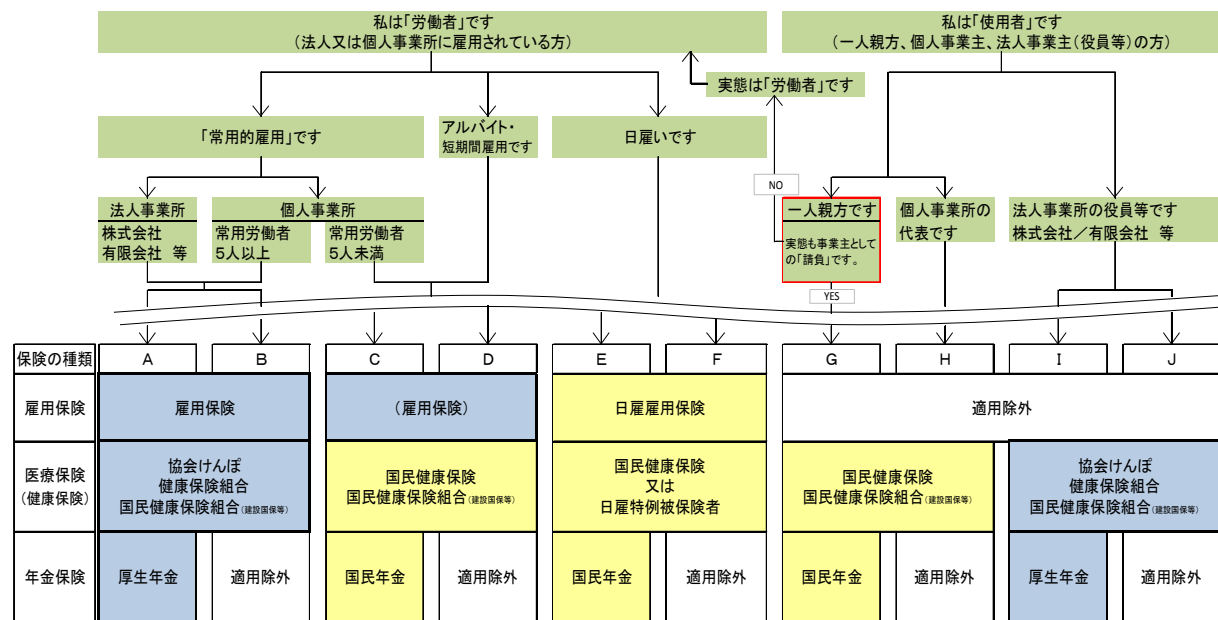 私は「労働者」です
（法人又は個人事業所に雇用されている方）
私は「使用者」です
（一人親方、個人事業主、法人事業主（役員等）の方）
実態は「労働者」です
「常用的雇用」です
アルバイト・
短期間雇用です
日雇いです
NO
法人事業所
株式会社
有限会社 等
個人事業所
常用労働者
5人以上
常用労働者
5人未満
一人親方です
実態も事業主として
の「請負」です。
個人事業所の
代表です
法人事業所の役員等です
株式会社／有限会社 等
YES
保険の種類 A B C D E F G H I J
雇用保険 雇用保険 （雇用保険） 日雇雇用保険 適用除外
医療保険
（健康保険）
協会けんぽ
健康保険組合
国民健康保険組合（建設国保等）
国民健康保険
国民健康保険組合（建設国保等）
国民健康保険
又は
日雇特例被保険者
国民健康保険
国民健康保険組合（建設国保等）
協会けんぽ
健康保険組合
国民健康保険組合（建設国保等）
年金保険 厚生年金 適用除外 国民年金 適用除外 国民年金 適用除外 国民年金 適用除外 厚生年金 適用除外